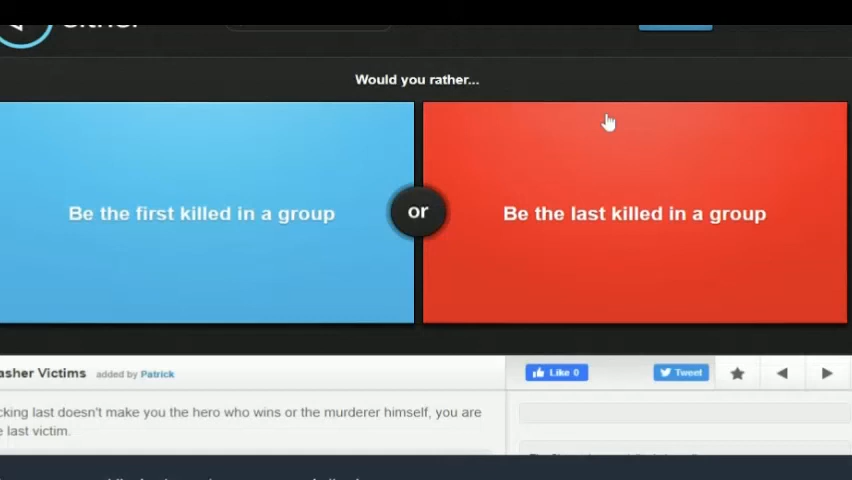 Would you rather...
Be the first killed in a group
or
Be the last killed in a group
asher Victims added by Patrick
Like 0
Tweet
cking last doesn't make you the hero who wins or the murderer himself, you are
e last victim.